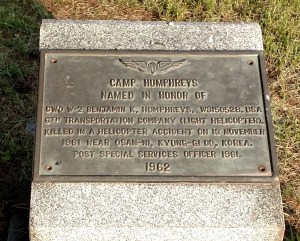 CAMP HUMPHREYS
NAMED IN HONOR OF
CWO W-2 BENJAMIN K. HUMPHREYS, W3150528, USA
6TH TRANSPORTATION COMPANY (LIGHT HELICOPTER).
KILLED IN A HELICOPTER ACCIDENT ON 13 NOVEMBER
1961 NEAR OSAN-NI, KYUNG-GI DO, KOREA.
POST SPECIAL SERVICES OFFICER 1961.
1962